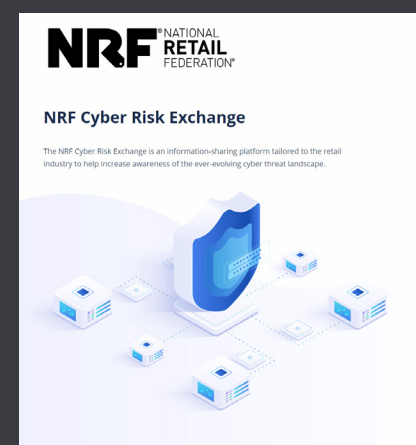 NRF® NATIONAL
RETAIL
FEDERATION®
NRF Cyber Risk Exchange
The NRF Cyber Risk Exchange is an information-sharing platform tailored to the retail
industry to help increase awareness of the ever-evolving cyber threat landscape.